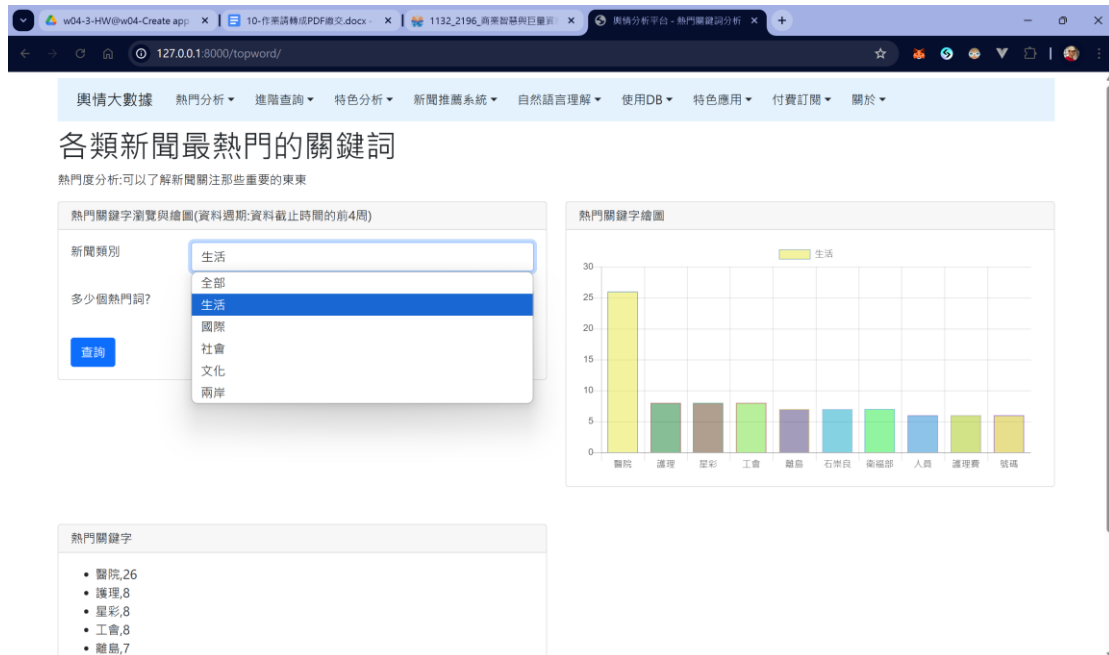 w04-3-HW@w04-Create app
10-作業請轉成PDF繳交.docx -
1132_2196_商業智慧與巨量資
輿情分析平台 - 熱門關鍵詞分析
127.0.0.1:8000/topword/
輿情大數據 熱門分析 進階查詢 特色分析 新聞推薦系統 自然語言理解 使用DB 特色應用 付費訂閱 關於
各類新聞最熱門的關鍵詞
熱門度分析:可以了解新聞關注那些重要的東東
熱門關鍵字瀏覽與繪圖(資料週期:資料截止時間的前4周)
新聞類別
生活
全部
生活
國際
社會
文化
兩岸
多少個熱門詞?
查詢
熱門關鍵字繪圖
生活
30
25
20
15
10
5
0
醫院 護理 星彩 工會 離島 石崇良 衛福部 人員 護理費 號碼
熱門關鍵字
醫院,26
護理,8
星彩,8
工會,8
離島,7